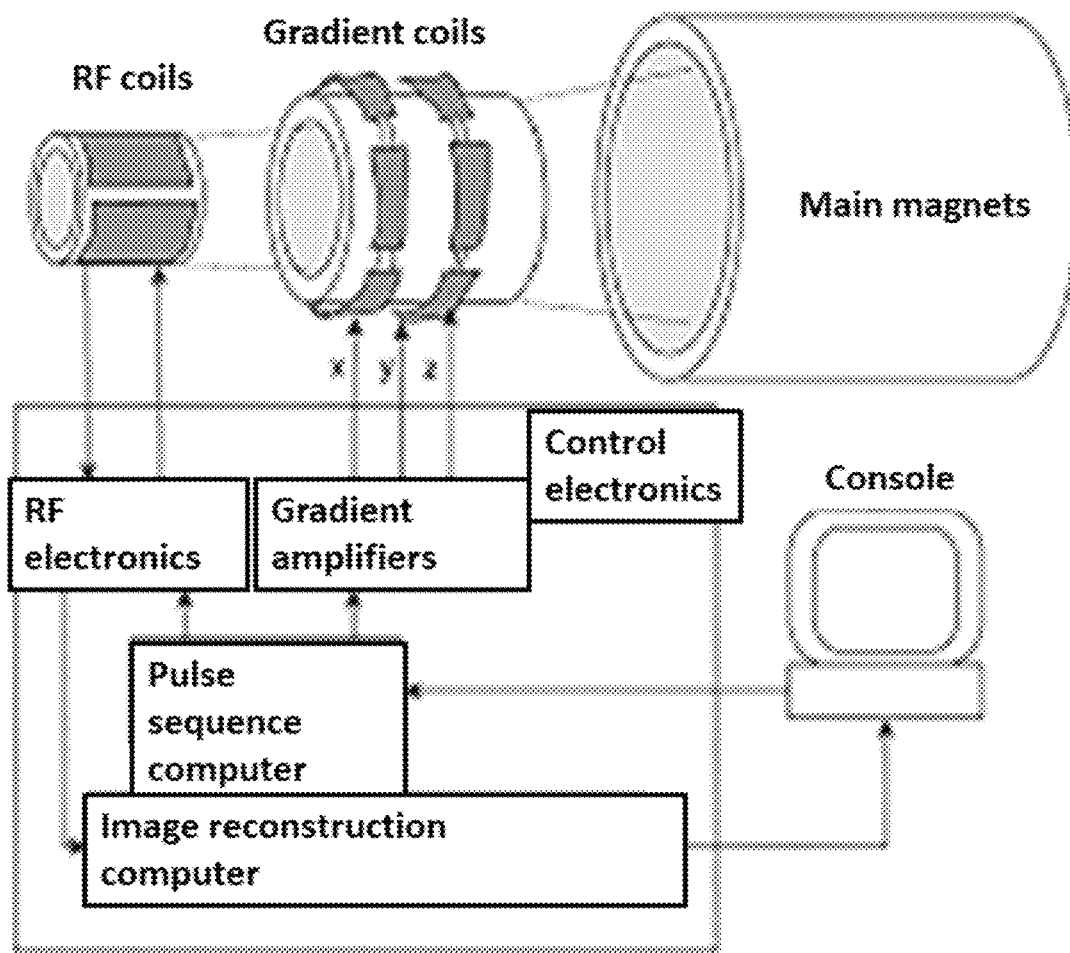 Gradient coils
RF coils
Main magnets
x y z
Control
electronics
Console
RF
electronics
Gradient
amplifiers
Pulse
sequence
computer
Image reconstruction
computer